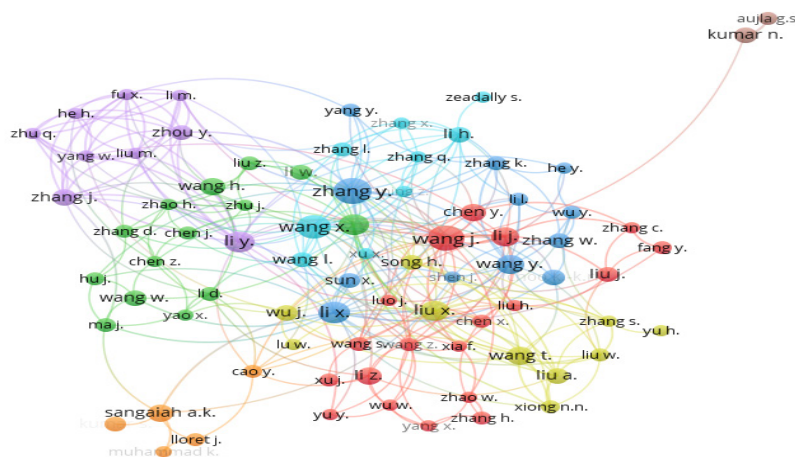 aujla g.s.
kumar n.
fu x.
li m.
he h.
zhu q.
zhou y.
yang w.
liu m.
zhang j.
yang y.
zeadally s.
zhang x.
li h.
zhang l.
zhang q.
zhang k.
he y.
liu z.
li w.
wang h.
zhang y.
zhao h.
zhu j.
li l.
chen y.
wu y.
zhang d.
chen j.
li y.
wang x.
wang j.
li j.
zhang w.
zhang c.
fang y.
chen z.
wang l.
xu x.
song h.
wang y.
hu j.
sun x.
shen j.
liu j.
wang w.
li d.
luo j.
liu h.
ma j.
yao x.
wu j.
li x.
liu x.
chen x.
zhang s.
yu h.
lu w.
wang s.
wang z.
xia f.
wang t.
liu w.
cao y.
xu j.
li z.
liu a.
sangaiah a.k.
yu y.
wu w.
zhao w.
xiong n.n.
yang x.
zhang h.
lloret j.
muhammad k.